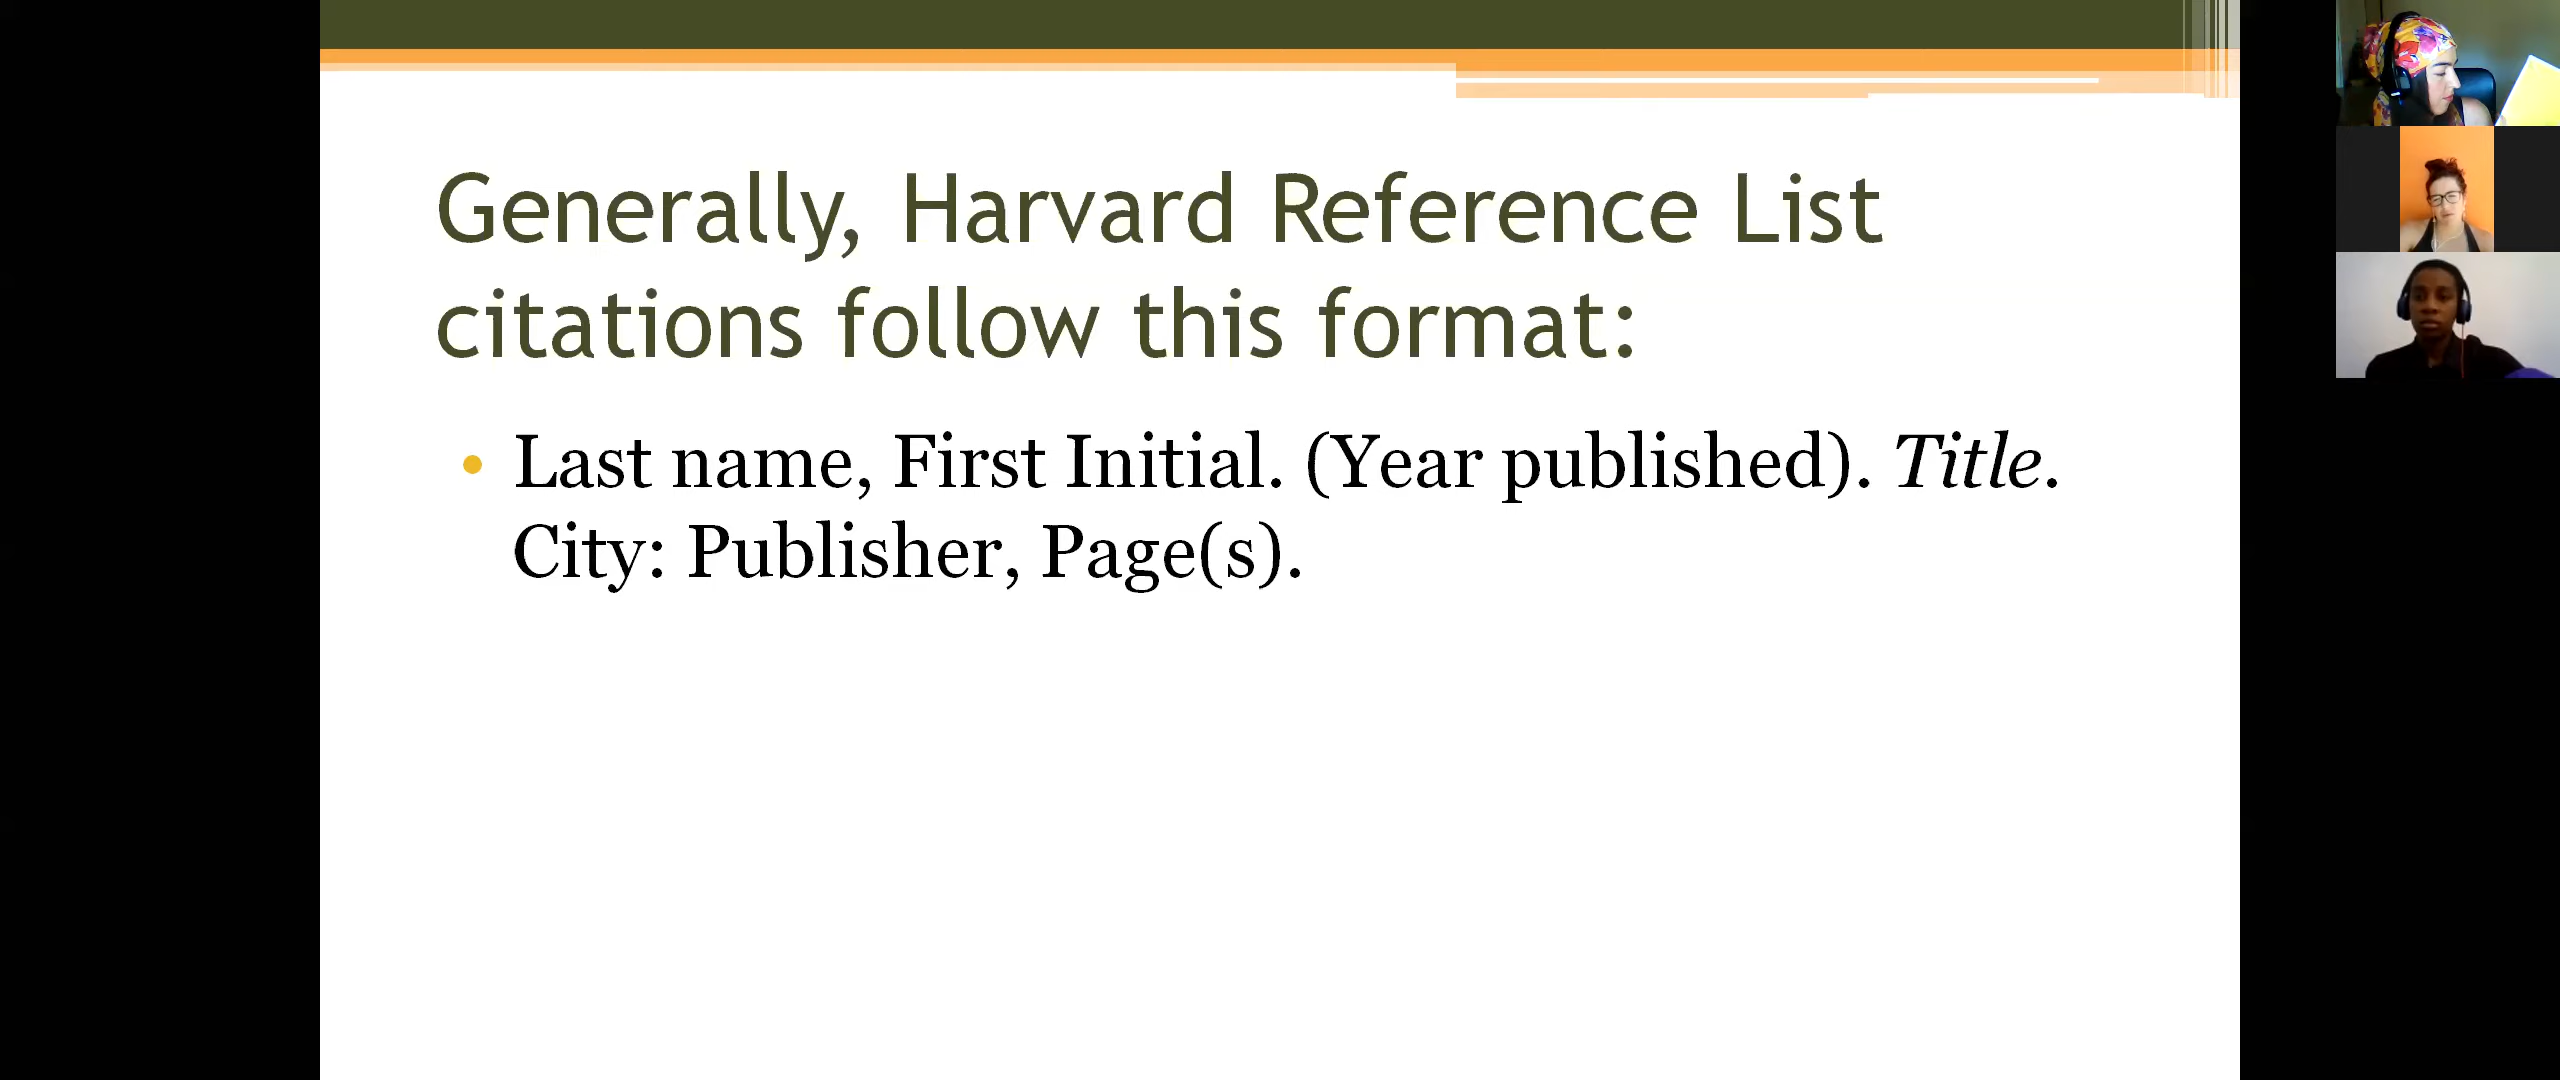 Generally, Harvard Reference List
citations follow this format:
• Last name, First Initial. (Year published). Title.
City: Publisher, Page(s).